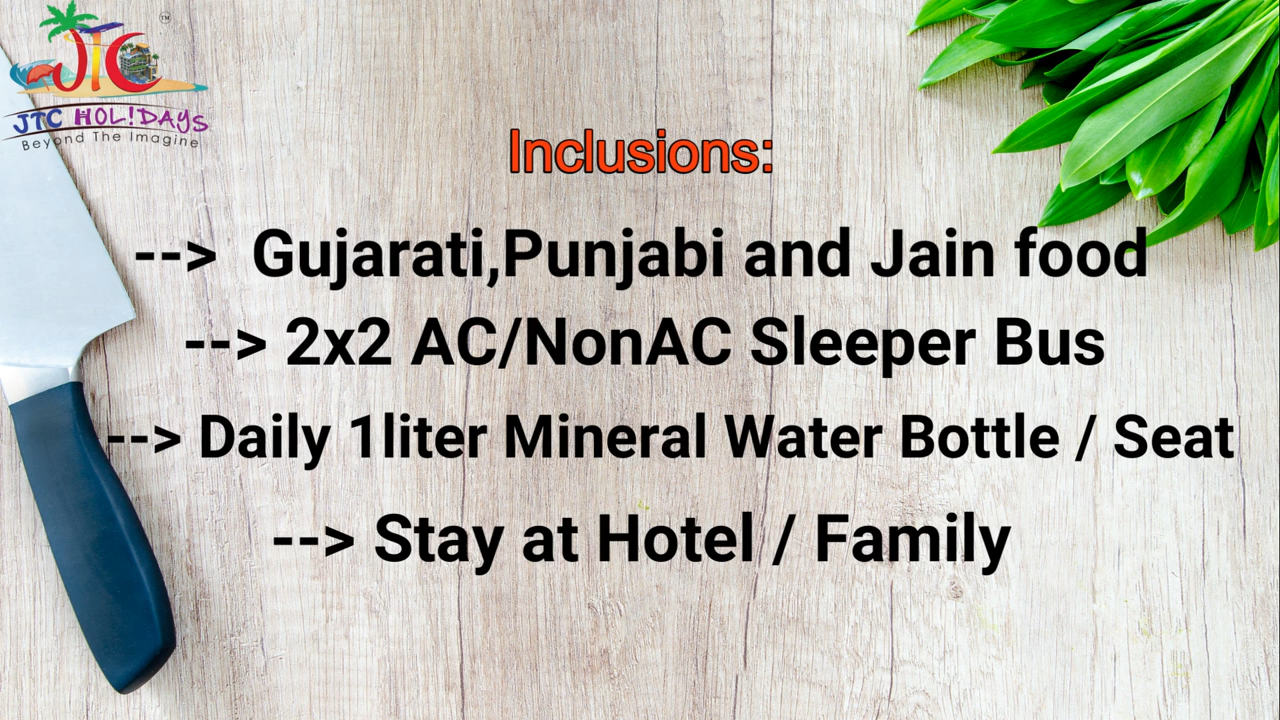 JTC
TM
JTC HOL!DAYS
Beyond The Imagine
Inclusions:
--> Gujarati,Punjabi and Jain food
--> 2x2 AC/NonAC Sleeper Bus
--> Daily 1liter Mineral Water Bottle / Seat
--> Stay at Hotel / Family